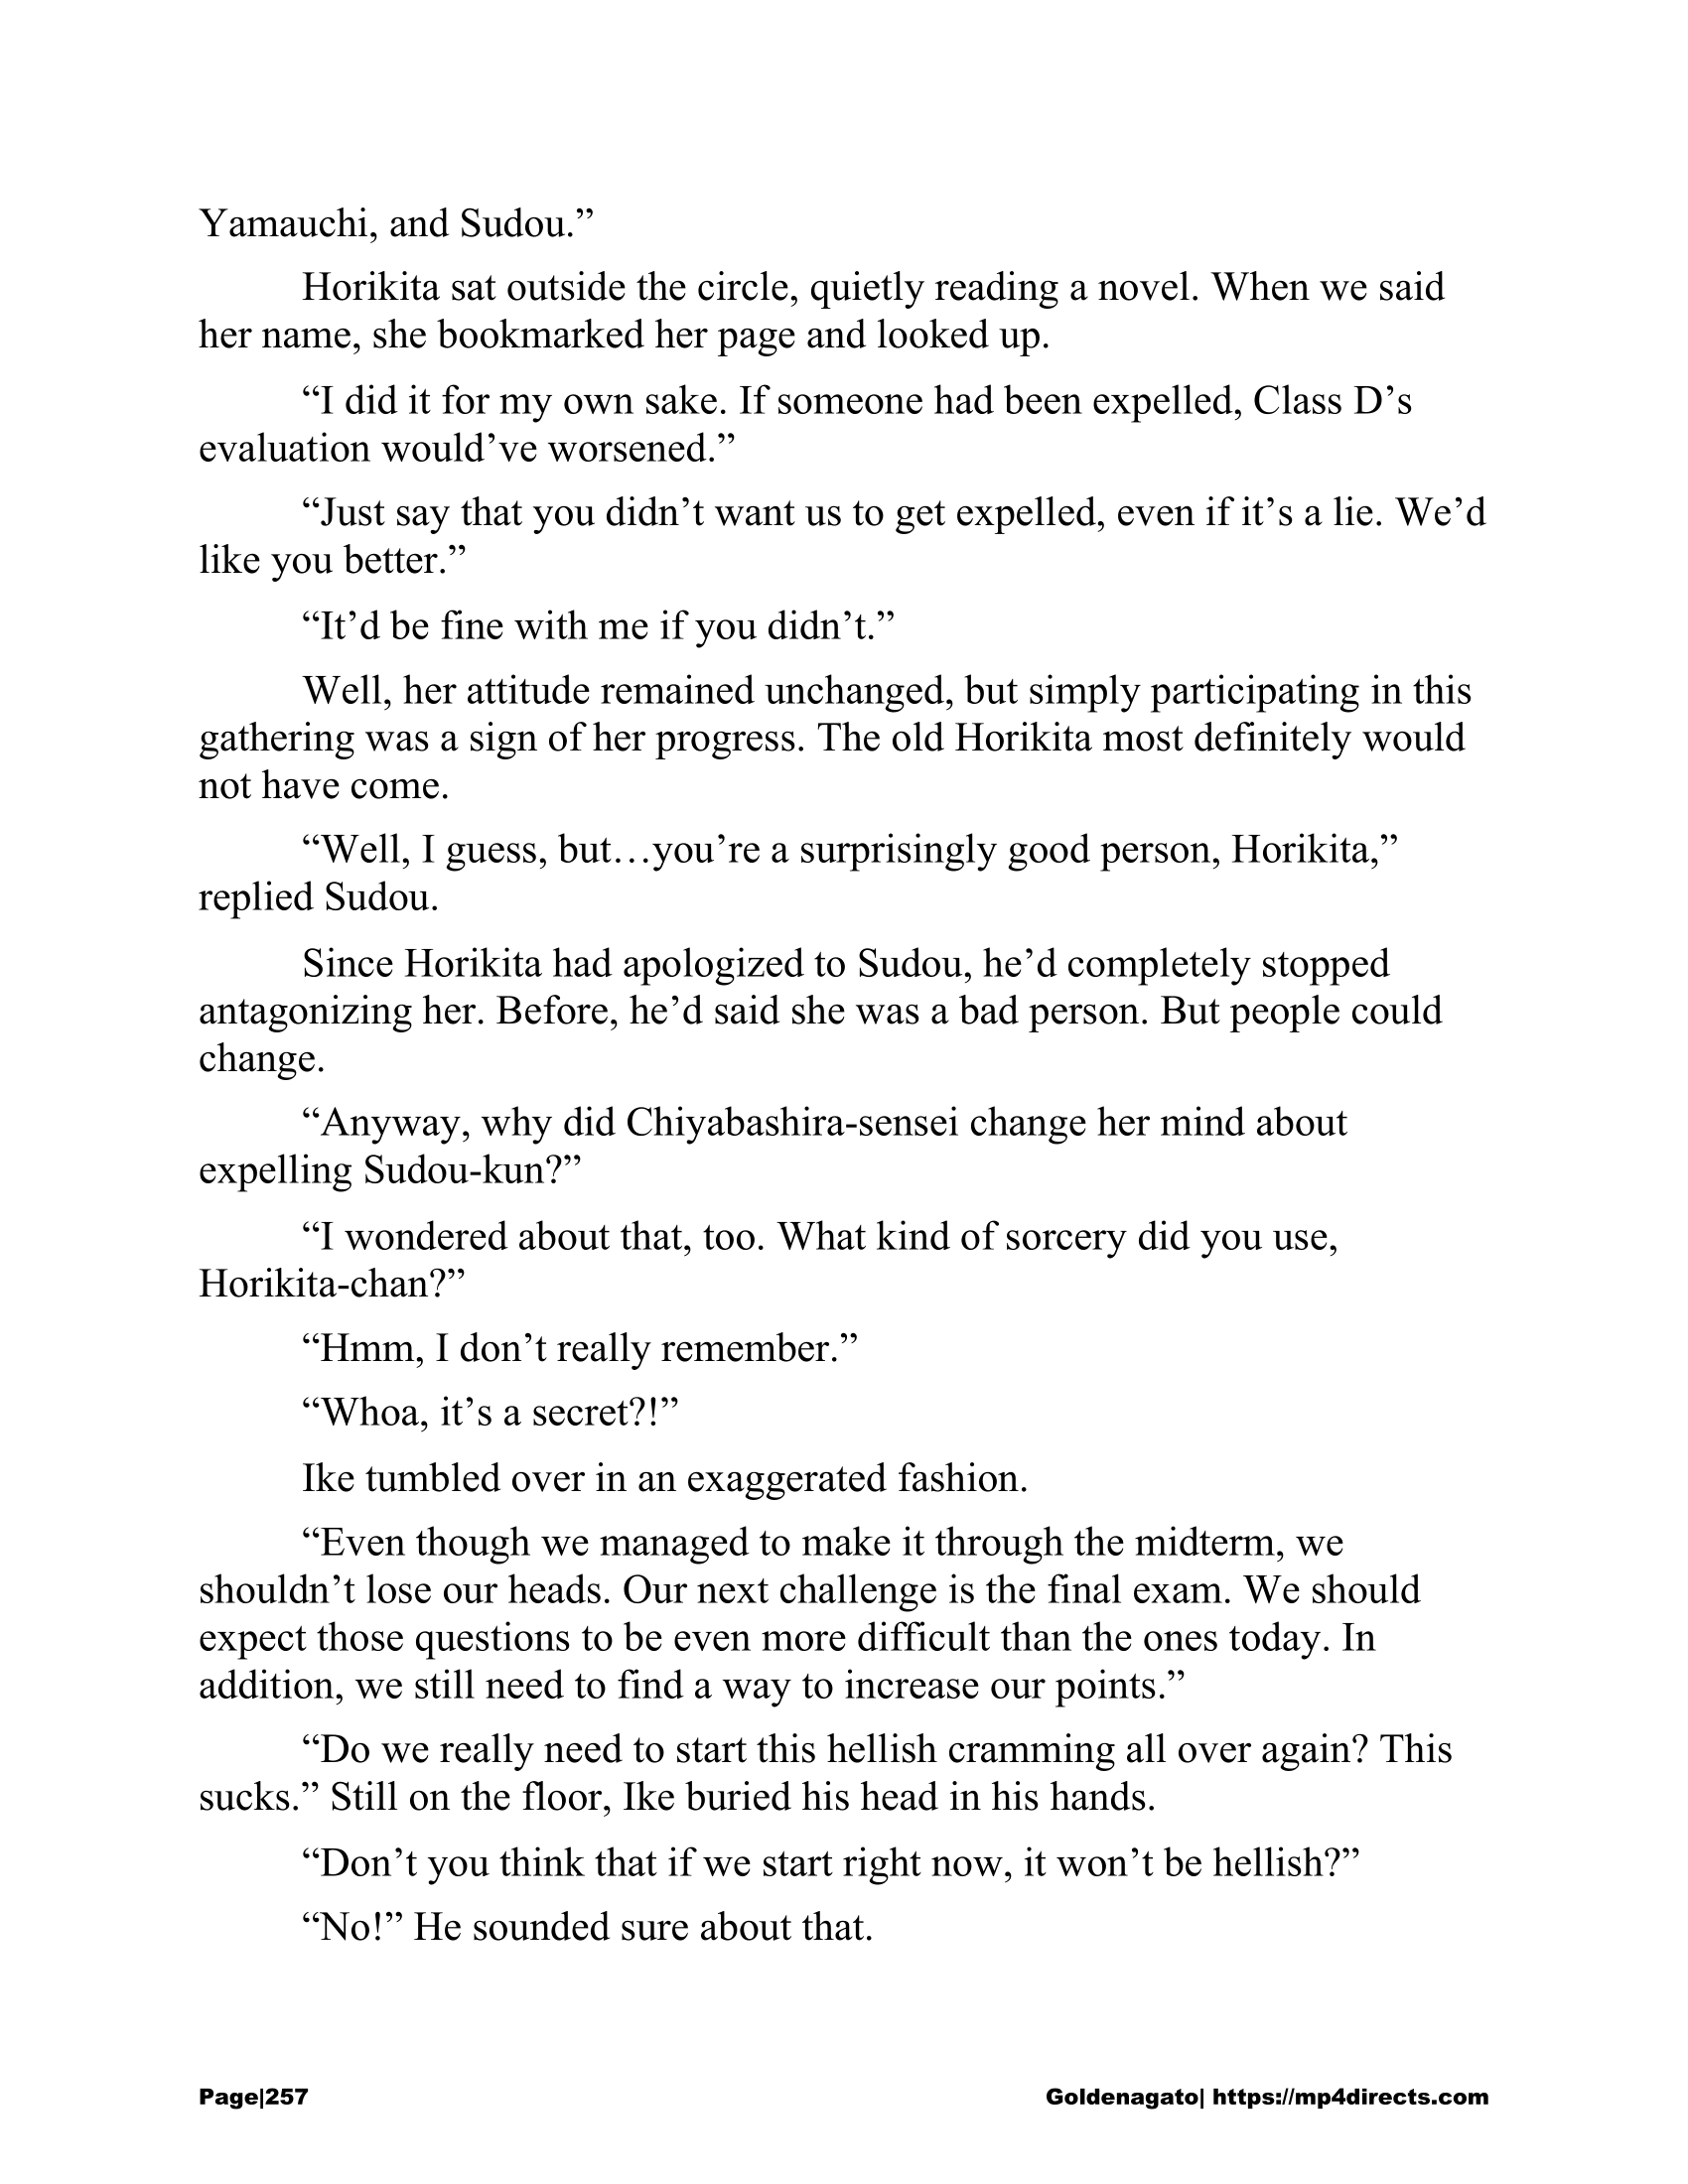 Yamauchi, and Sudou.”
Horikita sat outside the circle, quietly reading a novel. When we said
her name, she bookmarked her page and looked up.
“I did it for my own sake. If someone had been expelled, Class D’s
evaluation would’ve worsened.”
“Just say that you didn’t want us to get expelled, even if it’s a lie. We’d
like you better.”
“It’d be fine with me if you didn’t.”
Well, her attitude remained unchanged, but simply participating in this
gathering was a sign of her progress. The old Horikita most definitely would
not have come.
“Well, I guess, but…you’re a surprisingly good person, Horikita,”
replied Sudou.
Since Horikita had apologized to Sudou, he’d completely stopped
antagonizing her. Before, he’d said she was a bad person. But people could
change.
“Anyway, why did Chiyabashira-sensei change her mind about
expelling Sudou-kun?”
“I wondered about that, too. What kind of sorcery did you use,
Horikita-chan?”
“Hmm, I don’t really remember.”
“Whoa, it’s a secret?!”
Ike tumbled over in an exaggerated fashion.
“Even though we managed to make it through the midterm, we
shouldn’t lose our heads. Our next challenge is the final exam. We should
expect those questions to be even more difficult than the ones today. In
addition, we still need to find a way to increase our points.”
“Do we really need to start this hellish cramming all over again? This
sucks.” Still on the floor, Ike buried his head in his hands.
“Don’t you think that if we start right now, it won’t be hellish?”
“No!” He sounded sure about that.
Page|257
Goldenagato| https://mp4directs.com